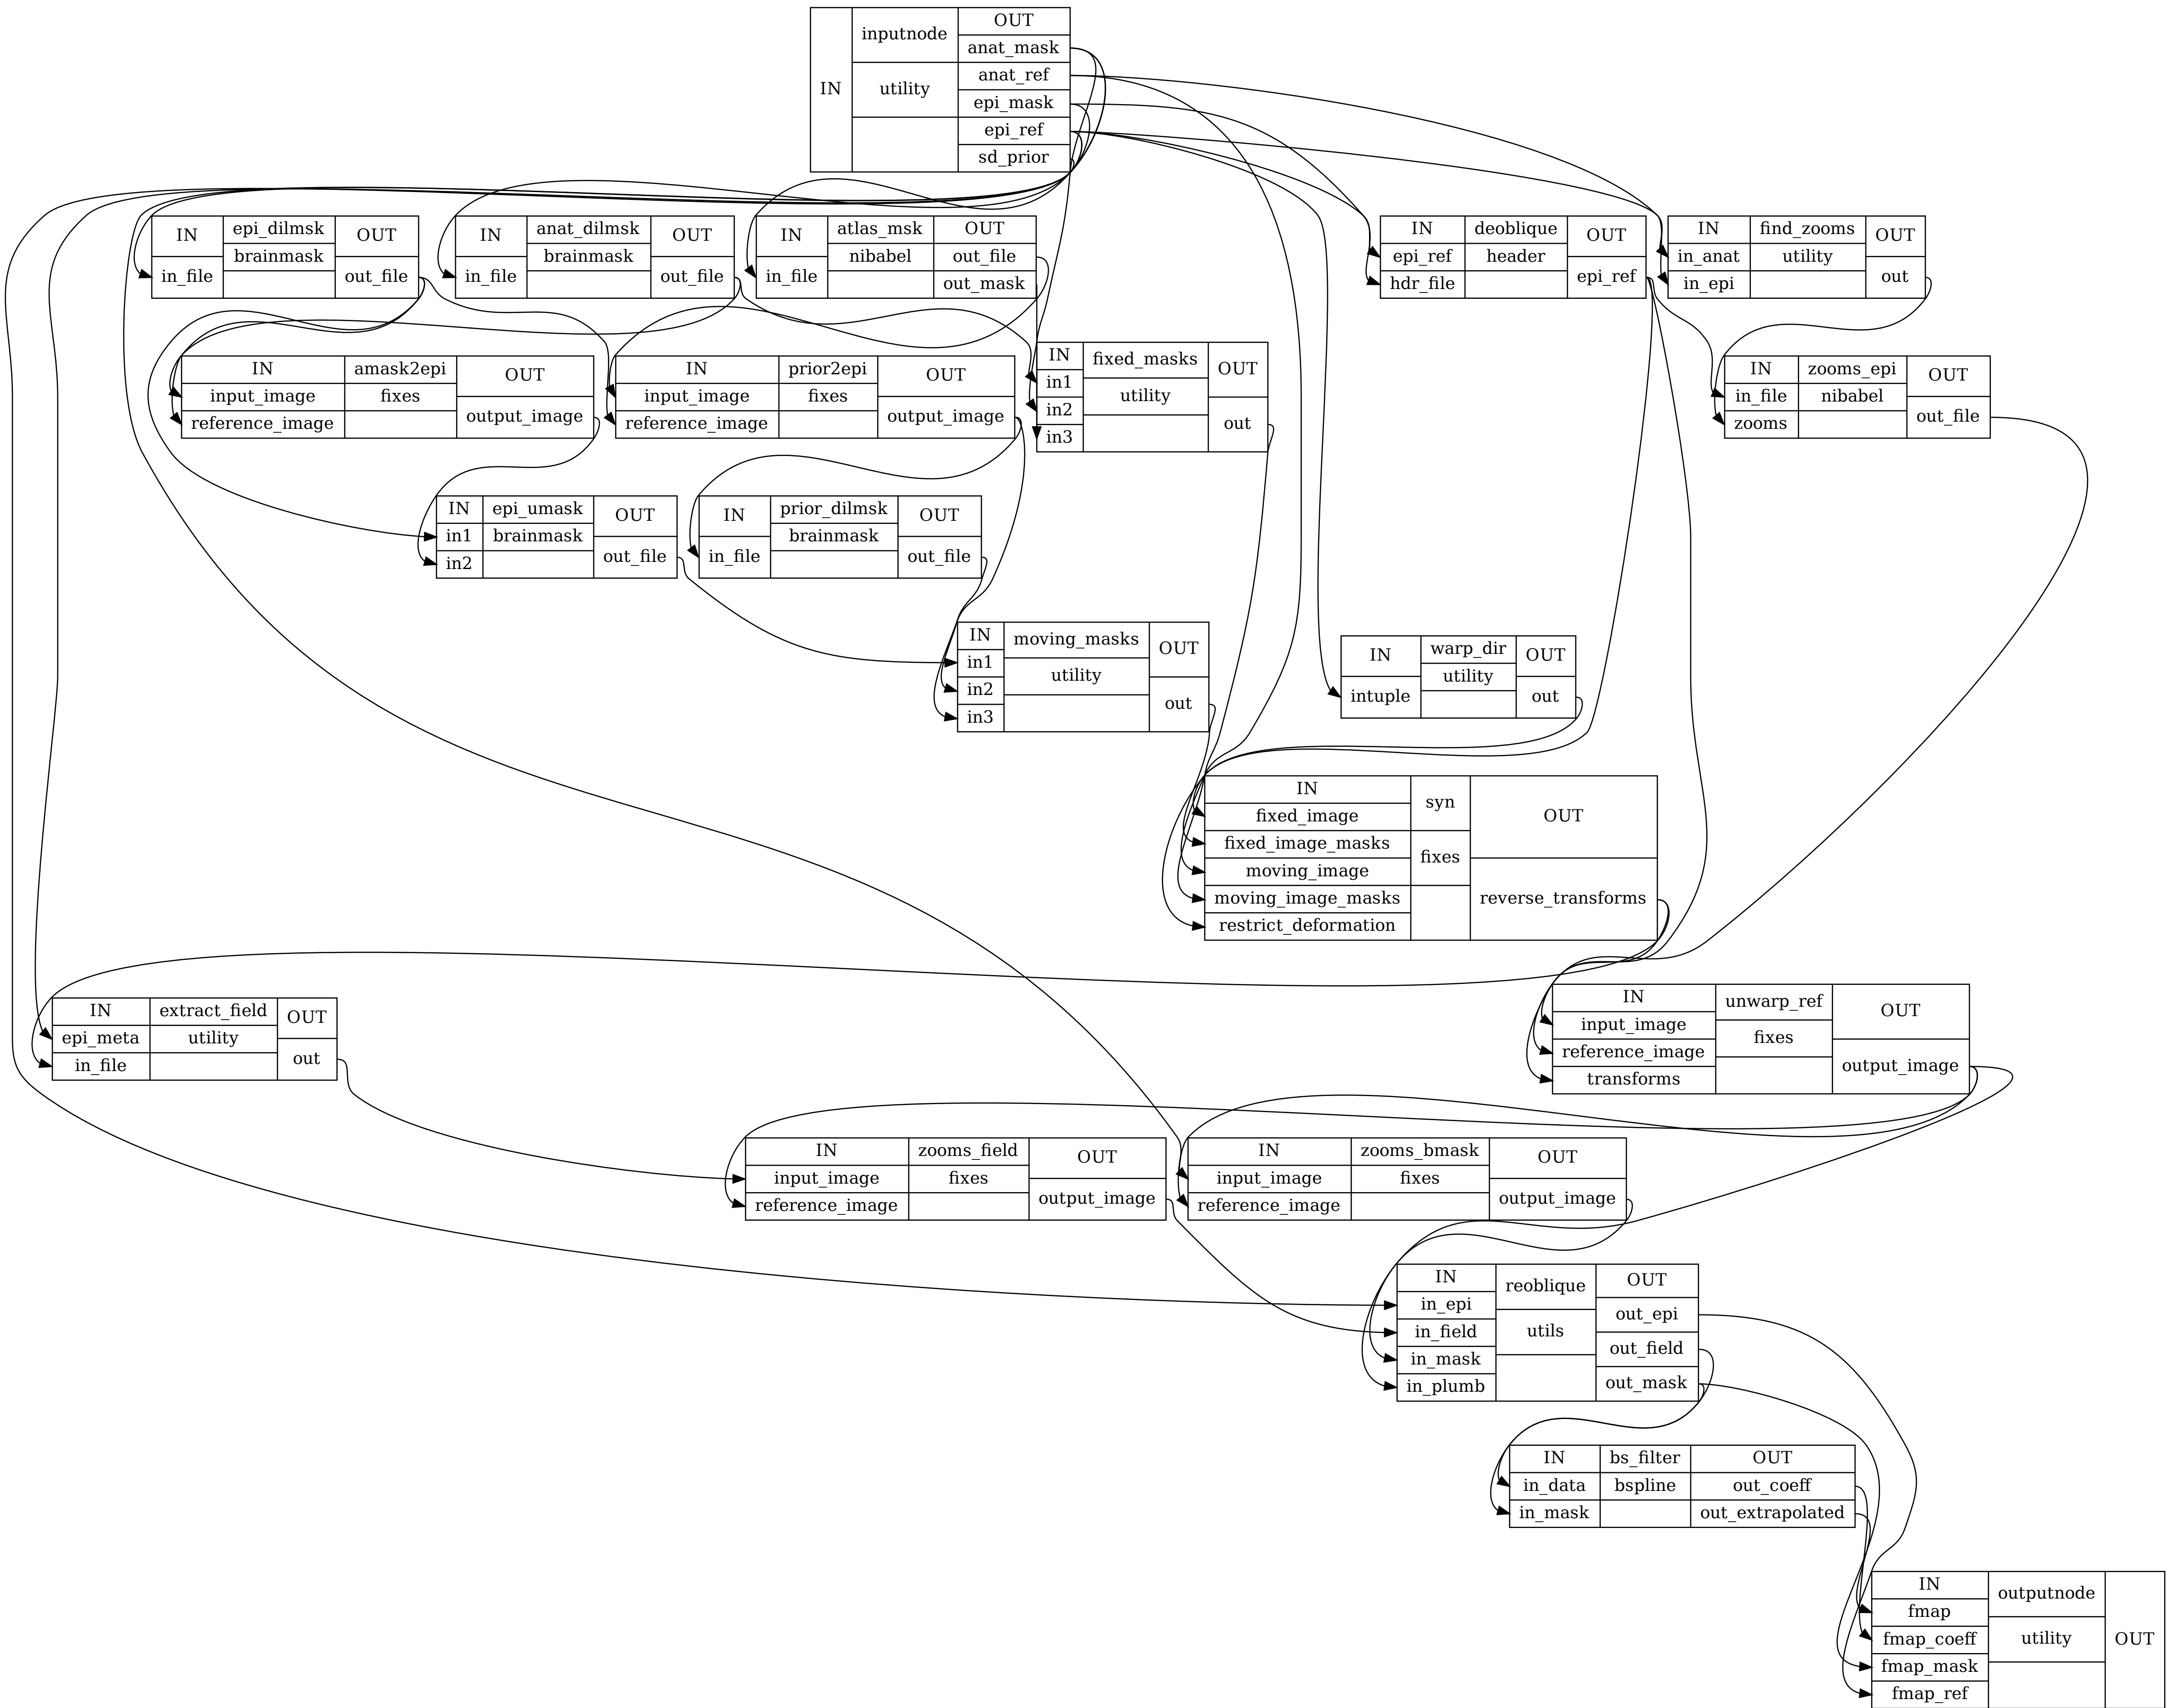 IN
inputnode
utility
OUT
anat_mask
anat_ref
epi_mask
epi_ref
sd_prior
IN
in_file
epi_dilmsk
brainmask
OUT
out_file
IN
in_file
anat_dilmsk
brainmask
OUT
out_file
IN
in_file
atlas_msk
nibabel
OUT
out_file
out_mask
IN
epi_ref
hdr_file
deoblique
header
OUT
epi_ref
IN
in_anat
in_epi
find_zooms
utility
OUT
out
IN
input_image
reference_image
amask2epi
fixes
OUT
output_image
IN
input_image
reference_image
prior2epi
fixes
OUT
output_image
IN
in1
in2
in3
fixed_masks
utility
OUT
out
IN
in_file
zooms
zooms_epi
nibabel
OUT
out_file
IN
in1
in2
epi_umask
brainmask
OUT
out_file
IN
in_file
prior_dilmsk
brainmask
OUT
out_file
IN
in1
in2
in3
moving_masks
utility
OUT
out
IN
intuple
warp_dir
utility
OUT
out
IN
fixed_image
fixed_image_masks
moving_image
moving_image_masks
restrict_deformation
syn
fixes
OUT
reverse_transforms
IN
epi_meta
in_file
extract_field
utility
OUT
out
IN
input_image
reference_image
transforms
unwarp_ref
fixes
OUT
output_image
IN
input_image
reference_image
zooms_field
fixes
OUT
output_image
IN
input_image
reference_image
zooms_bmask
fixes
OUT
output_image
IN
in_epi
in_field
in_mask
in_plumb
reoblique
utils
OUT
out_epi
out_field
out_mask
IN
in_data
in_mask
bs_filter
bspline
OUT
out_coeff
out_extrapolated
IN
fmap
fmap_coeff
fmap_mask
fmap_ref
outputnode
utility
OUT